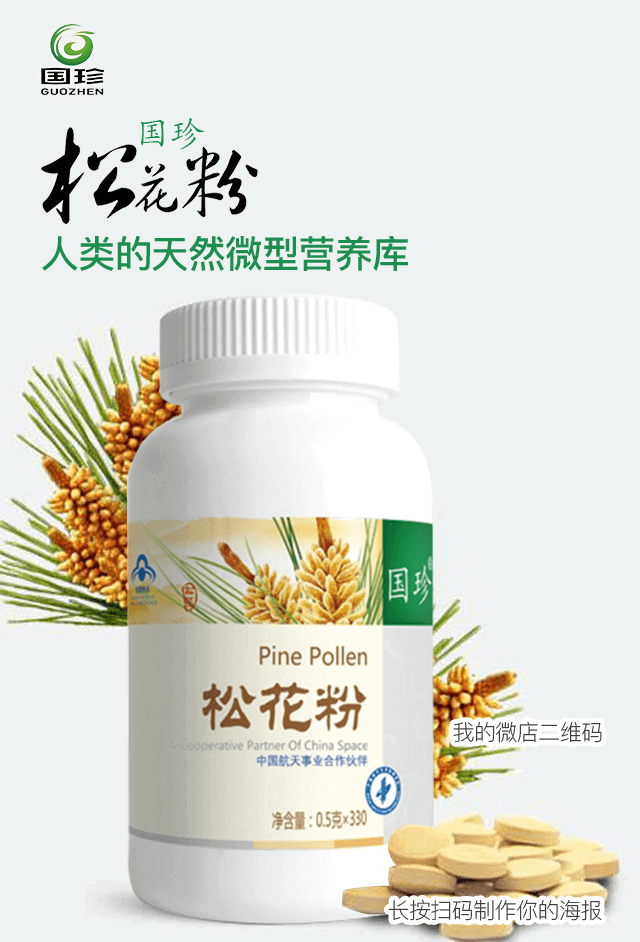 国珍
GUOZHEN
国珍
松花粉
人类的天然微型营养库
国珍®
Pine Pollen
松花粉
A Cooperative Partner Of China Space
中国航天事业合作伙伴
净含量：0.5克×330
我的微店二维码
长按扫码制作你的海报